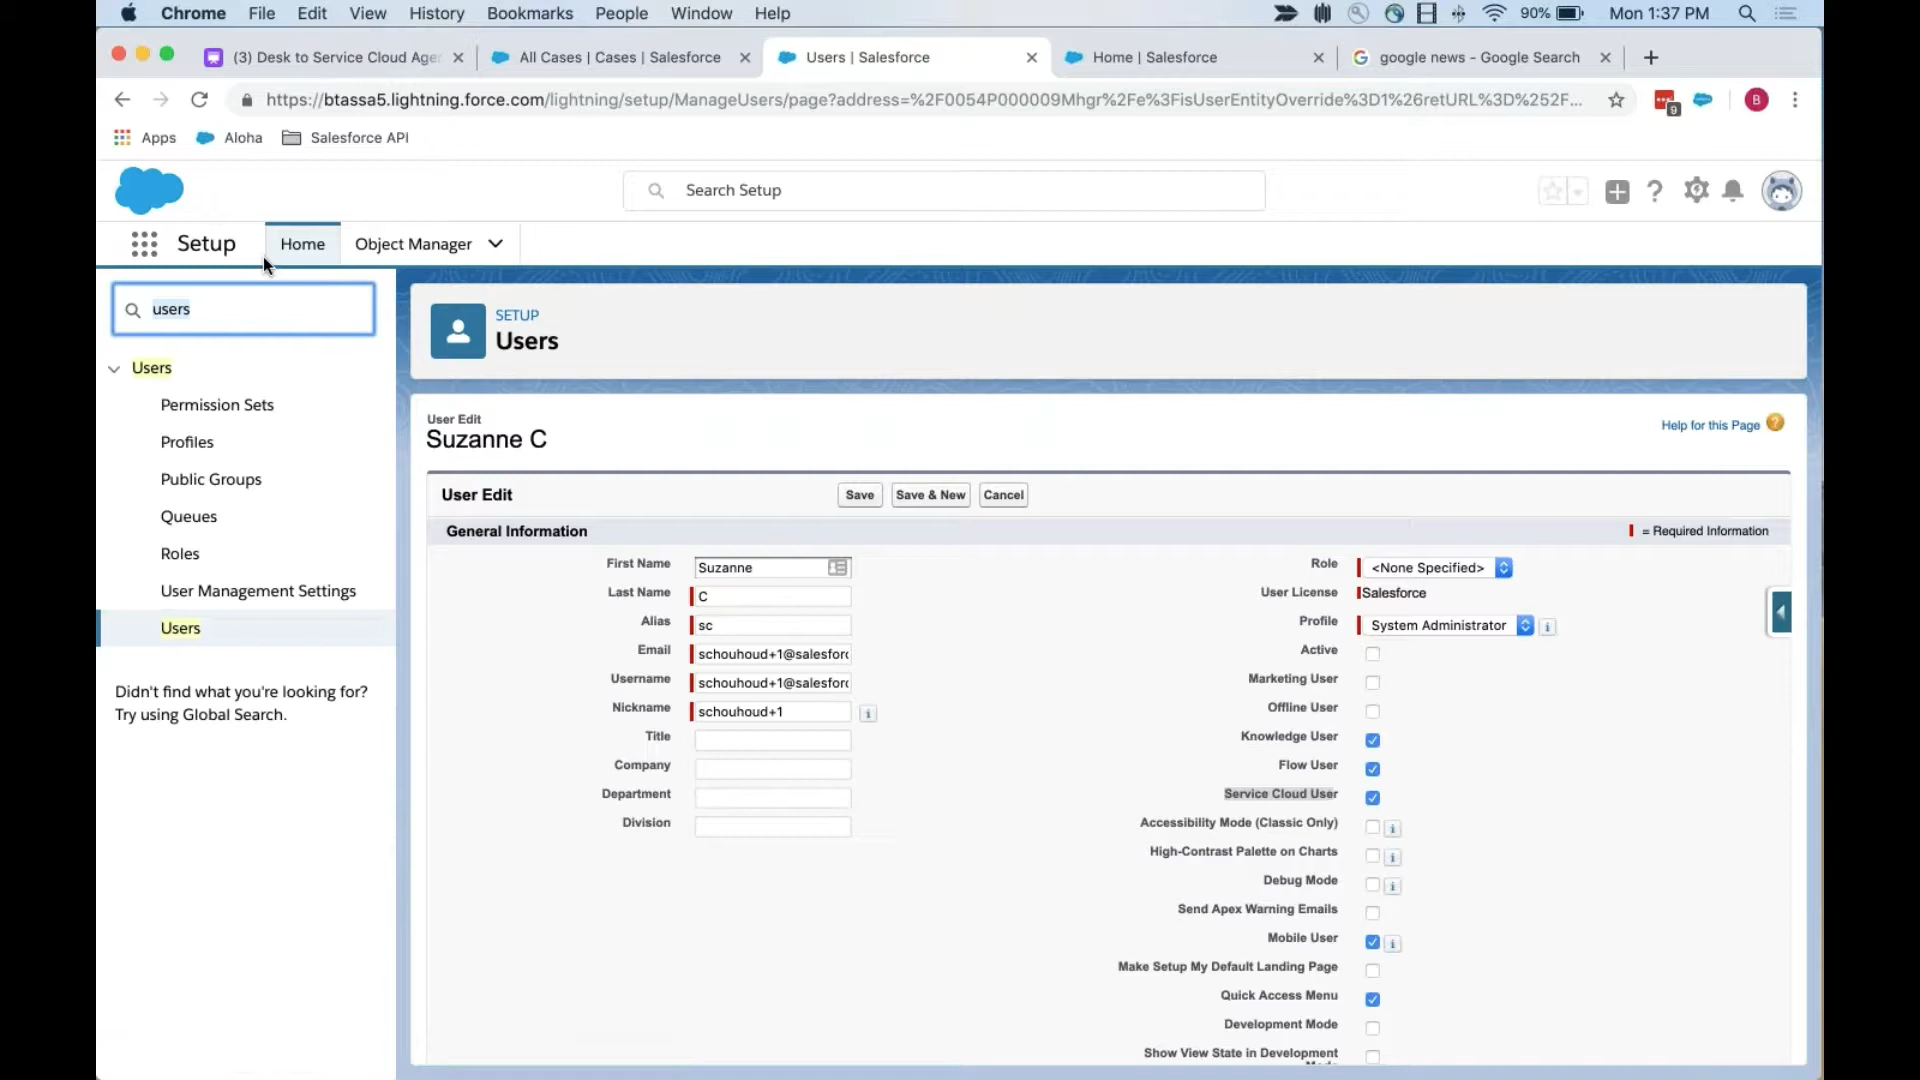 Chrome File Edit View History Bookmarks People Window Help 90% Mon 1:37 PM
(3) Desk to Service Cloud Age
All Cases | Cases | Salesforce
Users | Salesforce
Home | Salesforce
google news - Google Search
https://btassa5.lightning.force.com/lightning/setup/ManageUsers/page?address=%2F0054P000009Mhgr%2Fe%3FisUserEntityOverride%3D1%26retURL%3D%252F...
9
B
Apps Aloha Salesforce API
Search Setup
Setup Home Object Manager
users
Users
Permission Sets
Profiles
Public Groups
Queues
Roles
User Management Settings
Users
Didn't find what you're looking for?
Try using Global Search.
SETUP
Users
User Edit
Suzanne C
Help for this Page ?
User Edit Save Save & New Cancel
General Information = Required Information
First Name Suzanne
Last Name C
Alias sc
Email schouhoud+1@salesforc
Username schouhoud+1@salesforc
Nickname schouhoud+1 i
Title
Company
Department
Division
Role <None Specified>
User License Salesforce
Profile System Administrator i
Active
Marketing User
Offline User
Knowledge User
Flow User
Service Cloud User
Accessibility Mode (Classic Only) i
High-Contrast Palette on Charts i
Debug Mode i
Send Apex Warning Emails
Mobile User i
Make Setup My Default Landing Page
Quick Access Menu
Development Mode
Show View State in Development